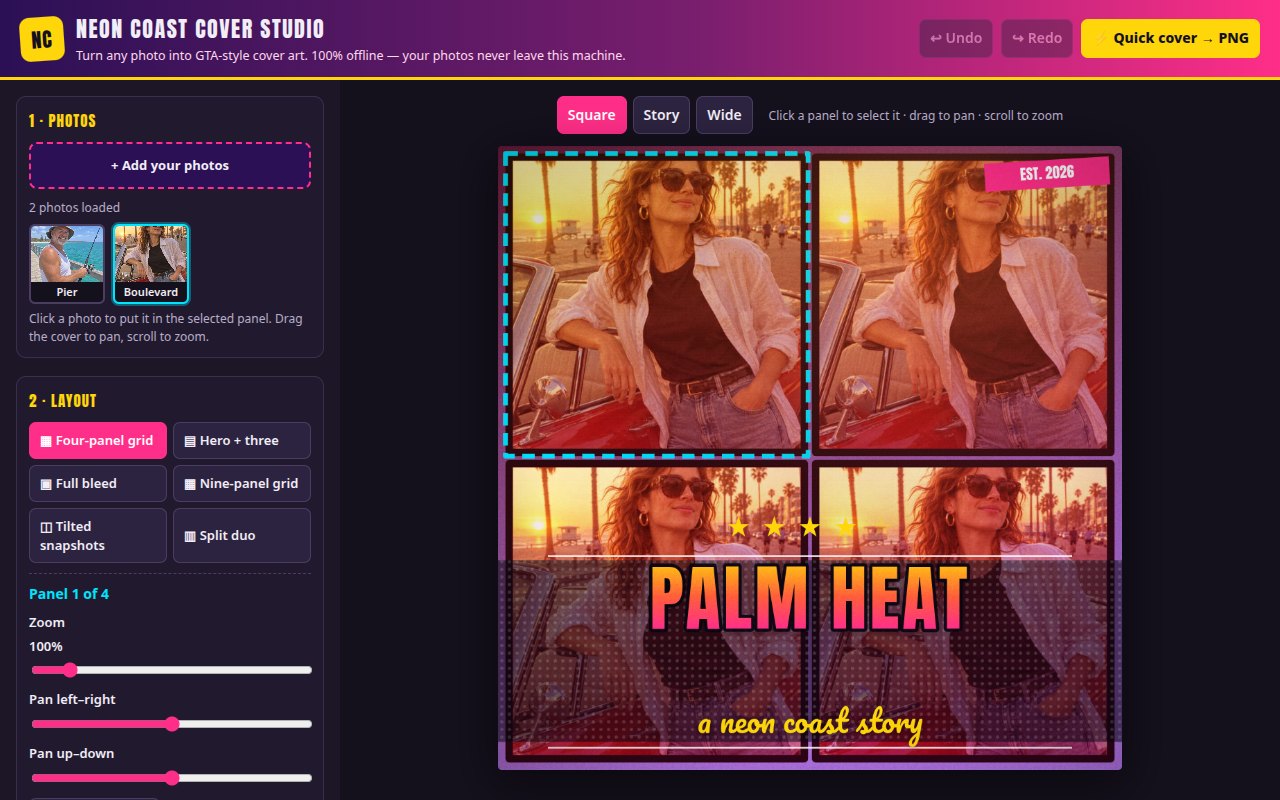 NC
NEON COAST COVER STUDIO
Turn any photo into GTA-style cover art. 100% offline — your photos never leave this machine.
↩ Undo
↪ Redo
⚡ Quick cover → PNG
1 · PHOTOS
+ Add your photos
2 photos loaded
Pier
Boulevard
Click a photo to put it in the selected panel. Drag
the cover to pan, scroll to zoom.
2 · LAYOUT
Four-panel grid
Hero + three
Full bleed
Nine-panel grid
Tilted
snapshots
Split duo
Panel 1 of 4
Zoom
100%
Pan left–right
Pan up–down
Square
Story
Wide
Click a panel to select it · drag to pan · scroll to zoom
EST. 2026
★ ★ ★ ★
PALM HEAT
a neon coast story